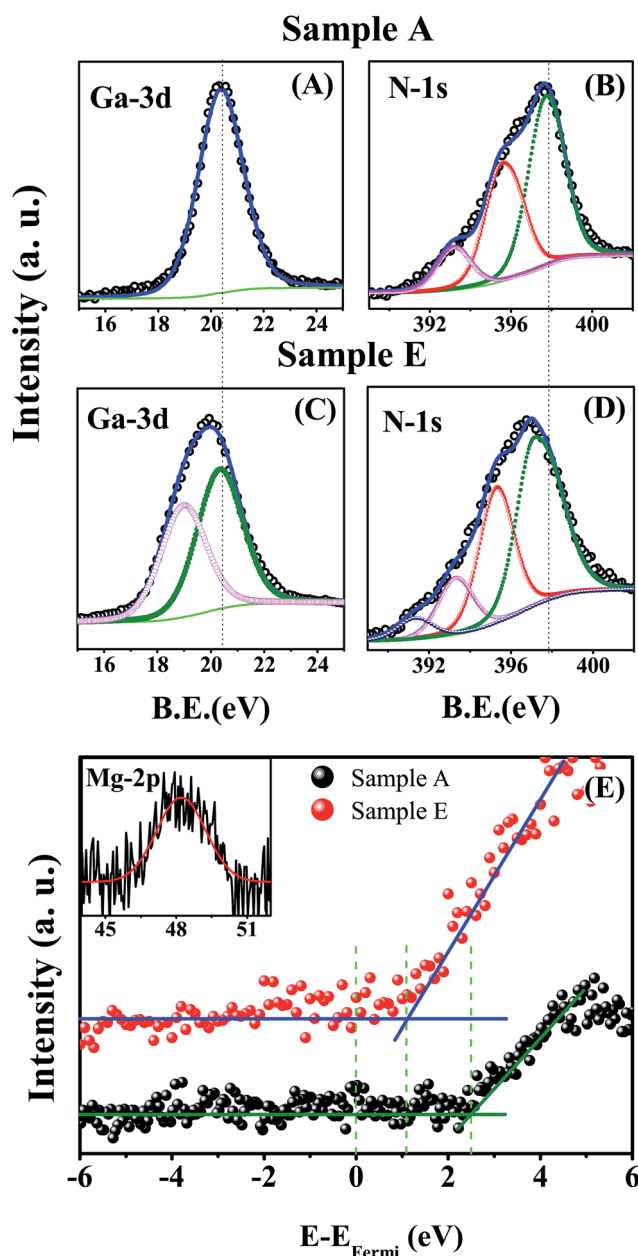 Sample A
Ga-3d (A)
N-1s (B)
16 18 20 22 24
392 396 400
B.E.(eV)
Sample E
Ga-3d (C)
N-1s (D)
16 18 20 22 24
392 396 400
B.E.(eV) B.E.(eV)
Intensity (a. u.)
Mg-2p
45 48 51
Sample A
Sample E
(E)
Intensity (a. u.)
-6 -4 -2 0 2 4 6
E-EFermi (eV)